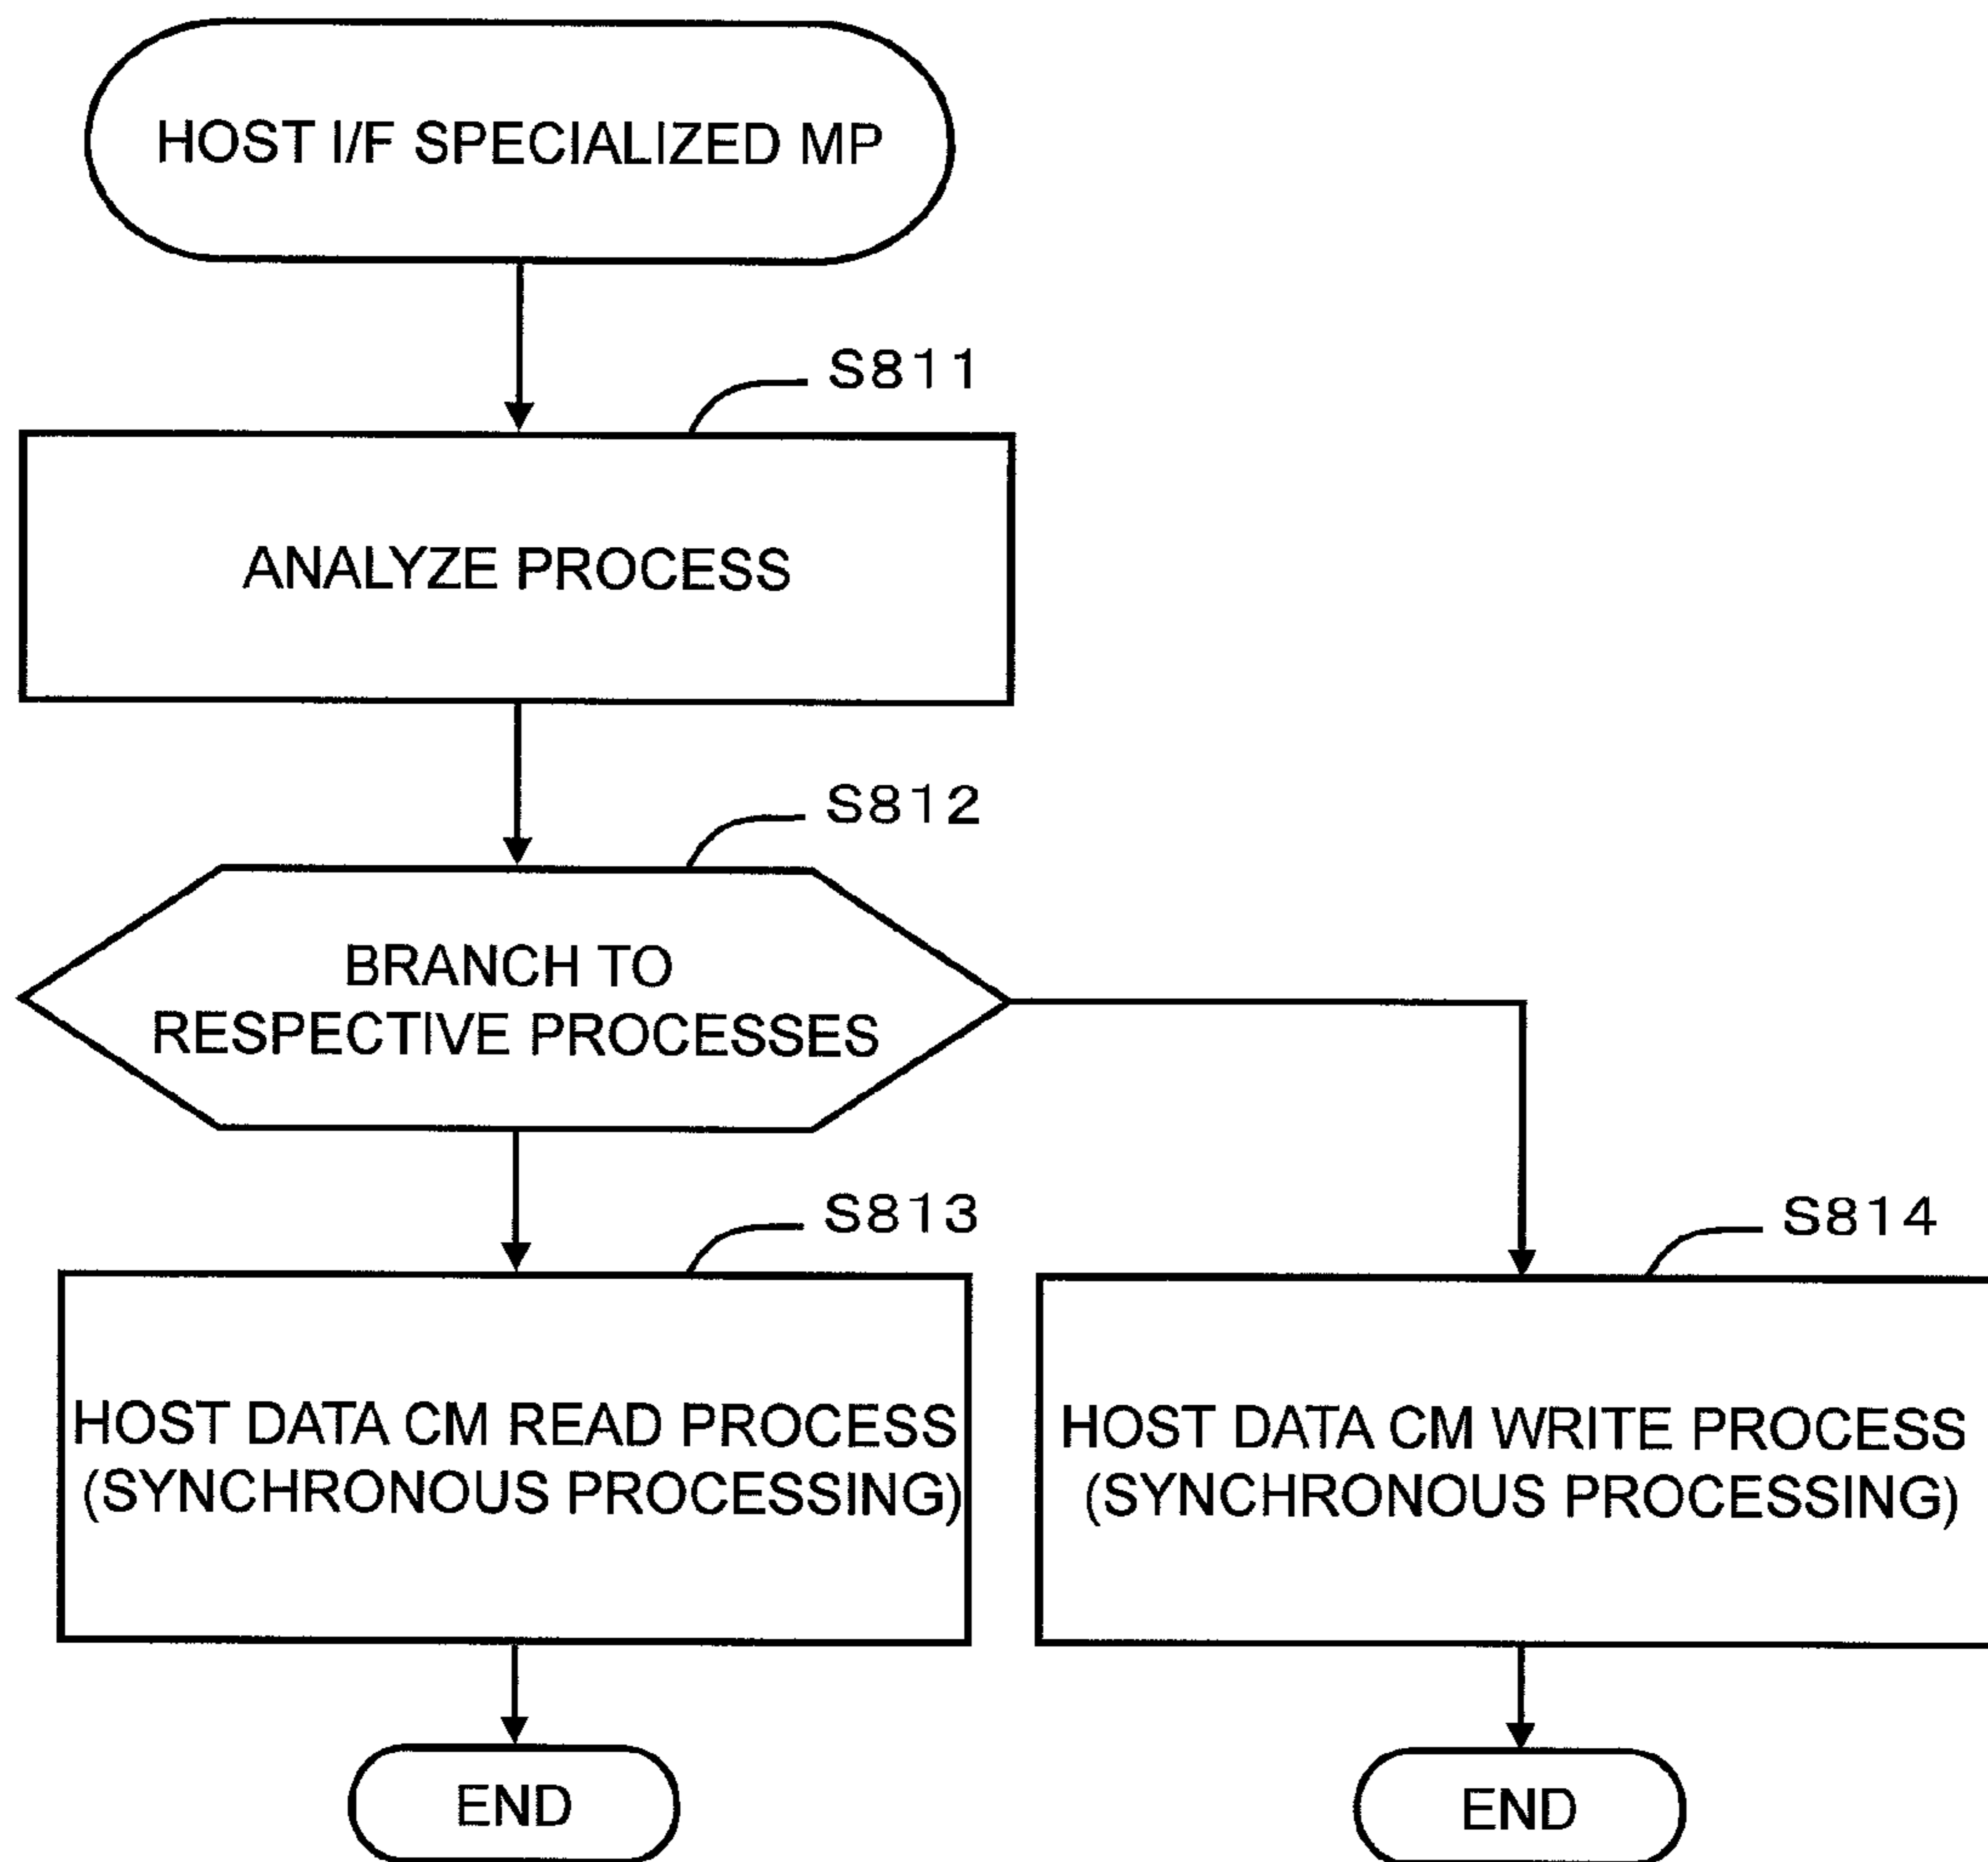 HOST I/F SPECIALIZED MP
S811
ANALYZE PROCESS
S812
BRANCH TO
RESPECTIVE PROCESSES
S813
HOST DATA CM READ PROCESS
(SYNCHRONOUS PROCESSING)
S814
HOST DATA CM WRITE PROCESS
(SYNCHRONOUS PROCESSING)
END
END